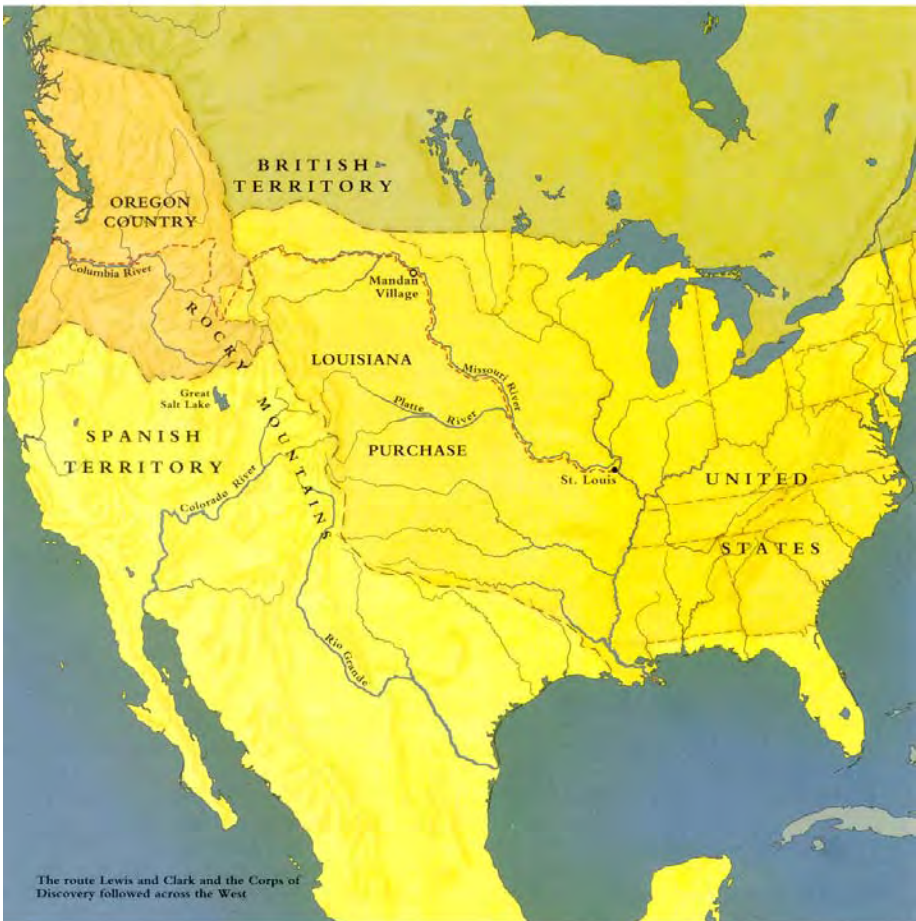 BRITISH
TERRITORY
OREGON
COUNTRY
Columbia River
Mandan
Village
ROCKY
MOUNTAINS
LOUISIANA
Missouri River
Great
Salt Lake
Platte River
SPANISH
TERRITORY
PURCHASE
St. Louis
UNITED
Colorado River
STATES
Rio Grande
The route Lewis and Clark and the Corps of
Discovery followed across the West